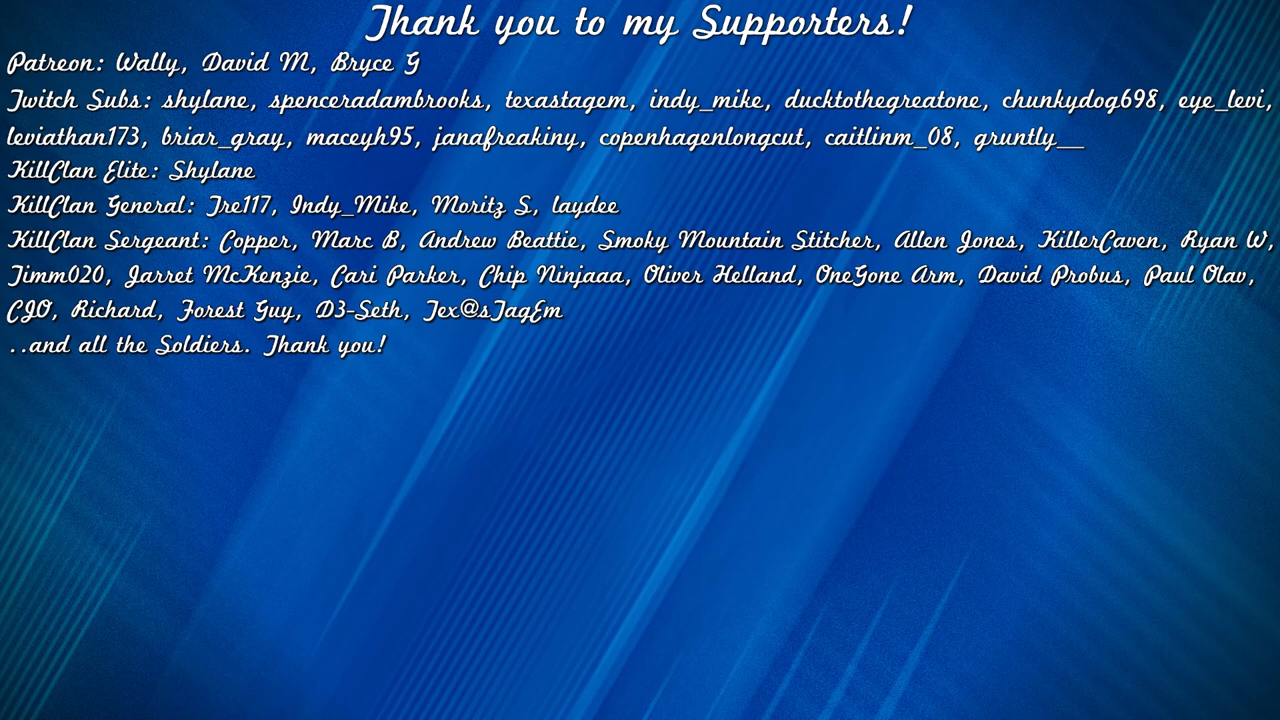 Thank you to my Supporters!
Patreon: Wally, David M, Bryce G
Twitch Subs: shylane, spenceradambrooks, texastagem, indy_mike, ducktothegreatone, chunkydog698, eye_levi,
leviathan173, briar_gray, maceyh95, janafreakiny, copenhagenlongcut, caitlinm_08, gruntly__
KillClan Elite: Shylane
KillClan General: Tre117, Indy_Mike, Moritz S, laydee
KillClan Sergeant: Copper, Marc B, Andrew Beattie, Smoky Mountain Stitcher, Allen Jones, KillerCaven, Ryan W,
Timm020, Jarret McKenzie, Cari Parker, Chip Ninjaaa, Oliver Helland, OneGone Arm, David Probus, Paul Olav,
CJO, Richard, Forest Guy, D3-Seth, Tex@sTagEm
..and all the Soldiers. Thank you!